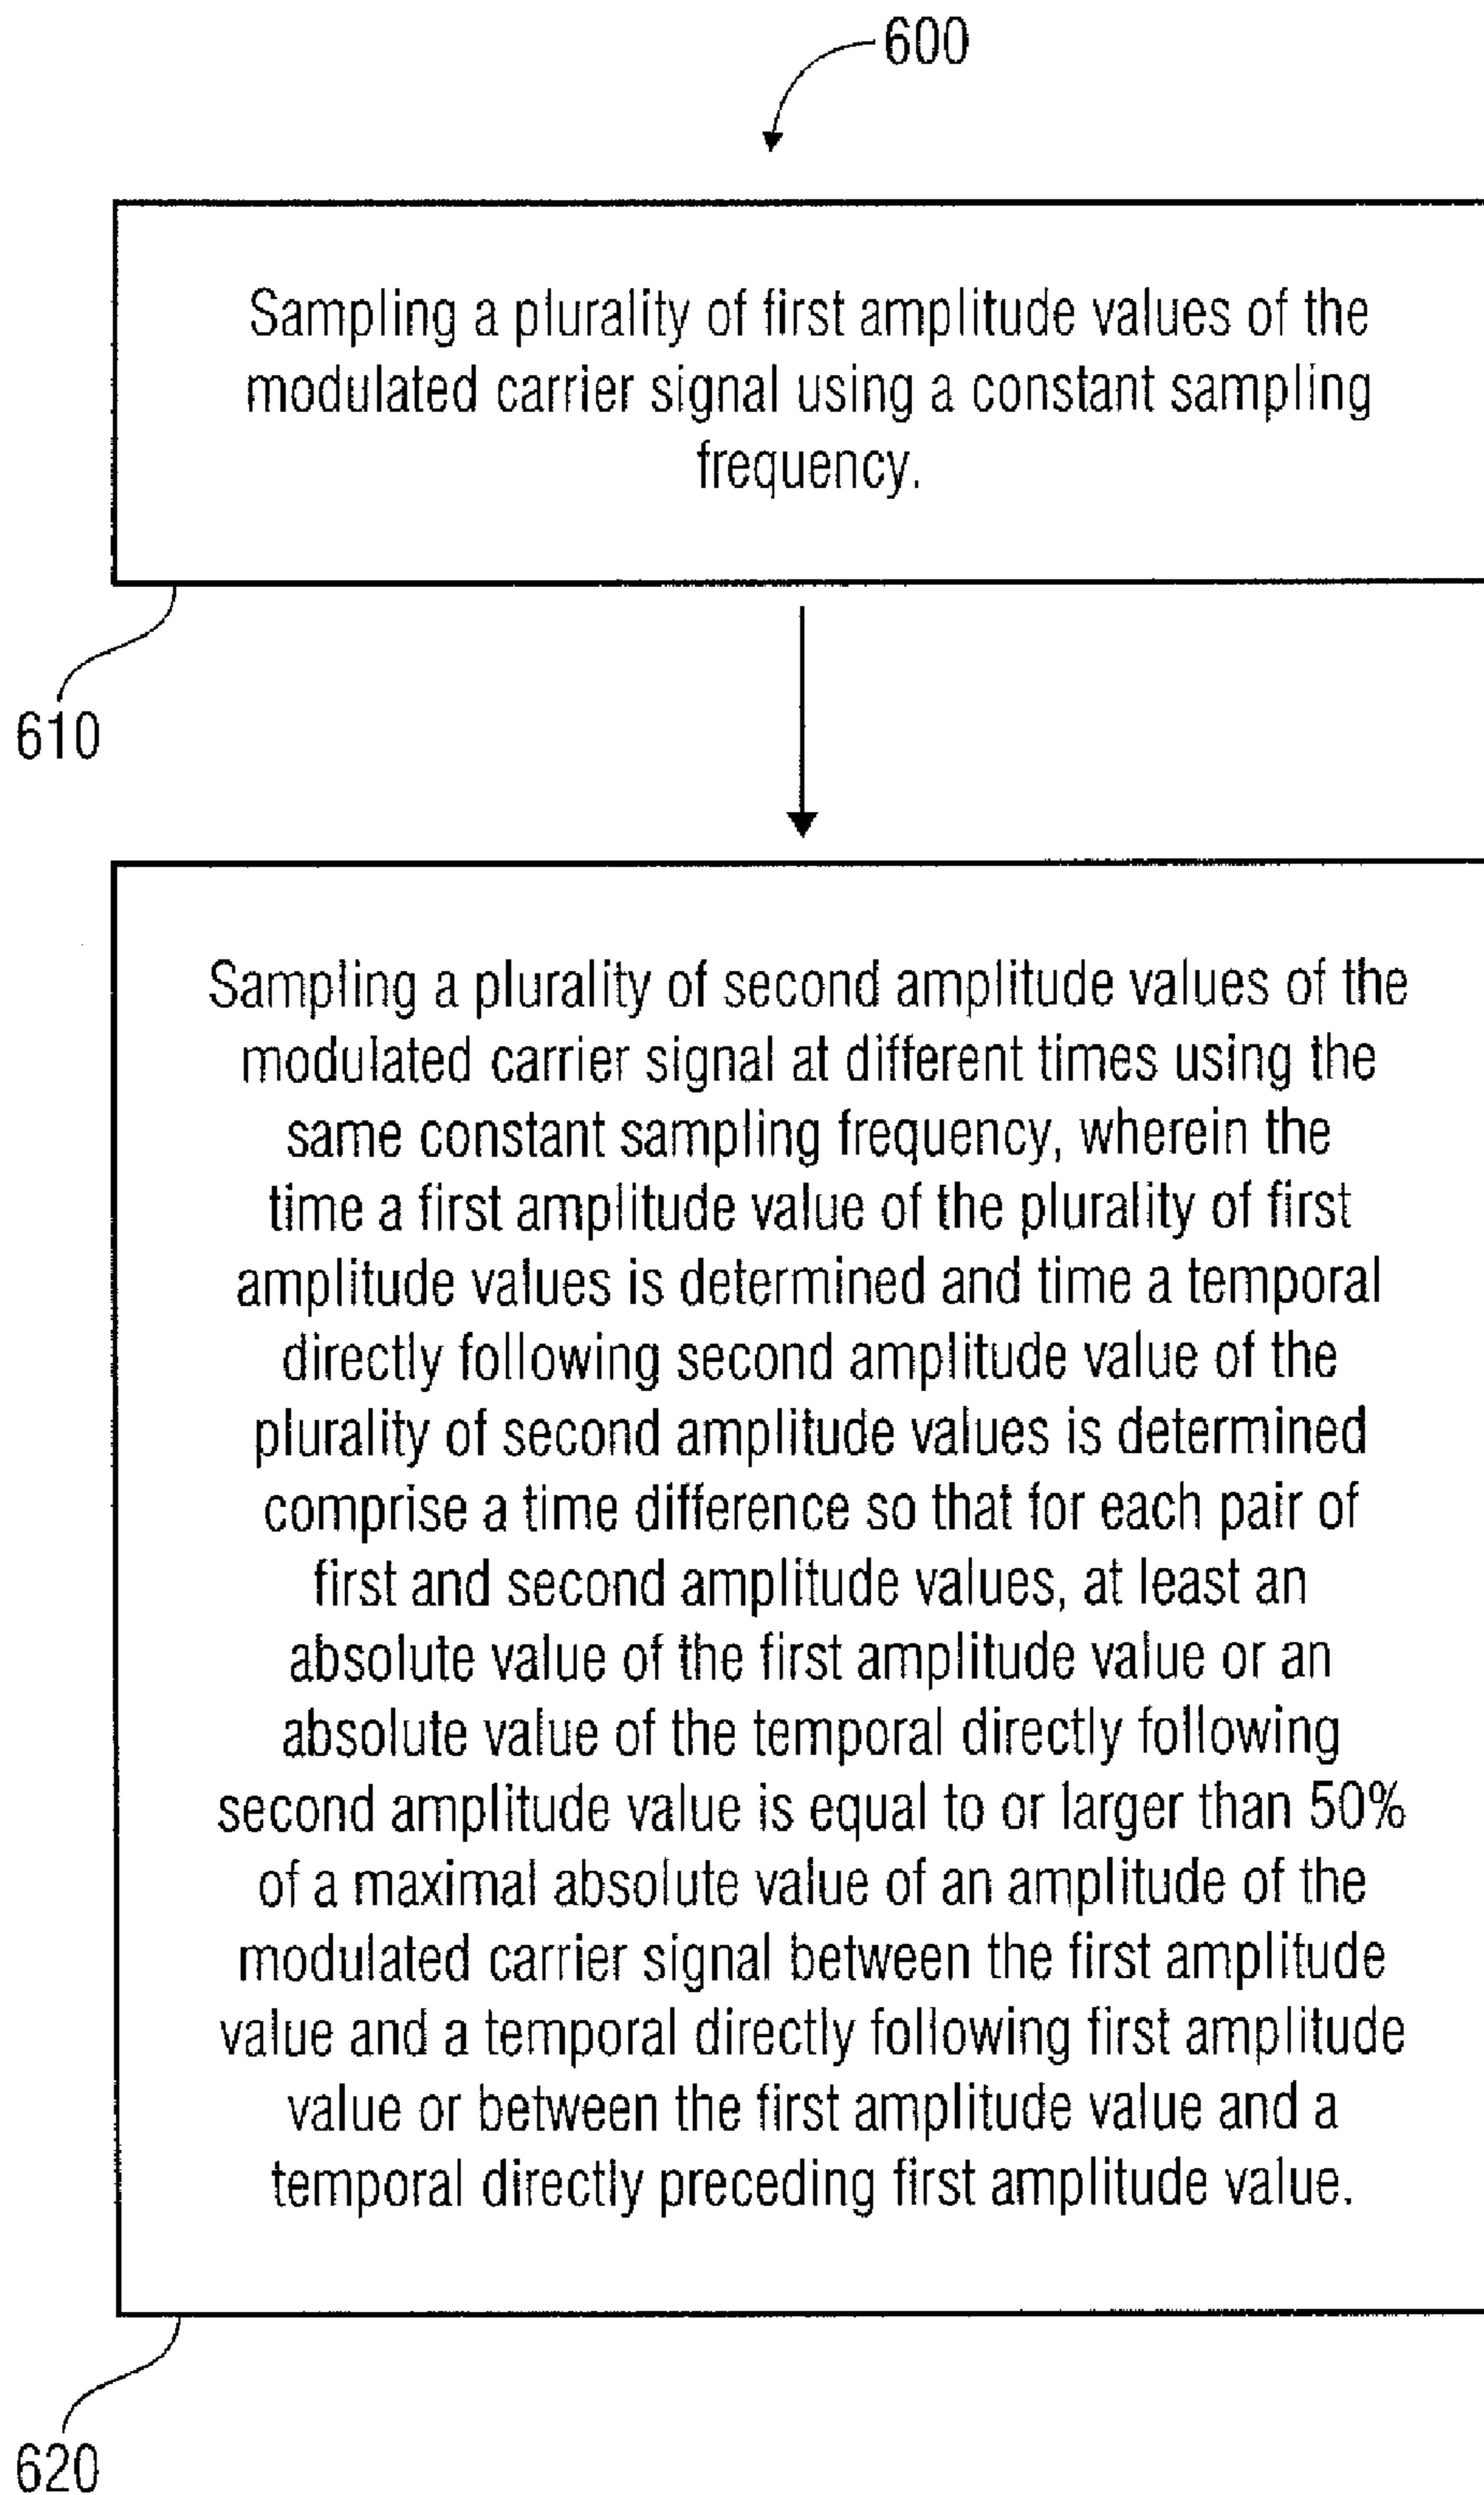 600
Sampling a plurality of first amplitude values of the
modulated carrier signal using a constant sampling
frequency.
610
Sampling a plurality of second amplitude values of the
modulated carrier signal at different times using the
same constant sampling frequency, wherein the
time a first amplitude value of the plurality of first
amplitude values is determined and time a temporal
directly following second amplitude value of the
plurality of second amplitude values is determined
comprise a time difference so that for each pair of
first and second amplitude values, at least an
absolute value of the first amplitude value or an
absolute value of the temporal directly following
second amplitude value is equal to or larger than 50%
of a maximal absolute value of an amplitude of the
modulated carrier signal between the first amplitude
value and a temporal directly following first amplitude
value or between the first amplitude value and a
temporal directly preceding first amplitude value.
620